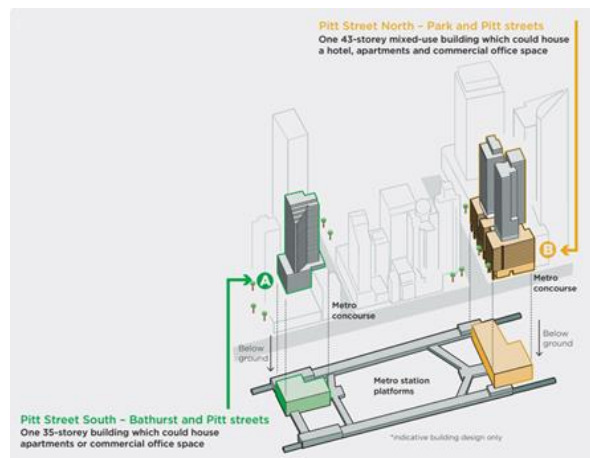 Pitt Street North – Park and Pitt streets
One 43-storey mixed-use building which could house
a hotel, apartments and commercial office space
B
A
Metro
concourse
Metro
concourse
Below
ground
Below
ground
Metro station
platforms
Pitt Street South – Bathurst and Pitt streets
One 35-storey building which could house
apartments or commercial office space
*indicative building design only